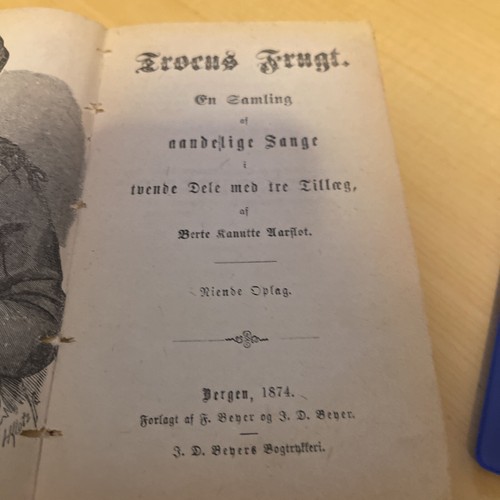 Troens Frugt.
En Samling
af
aandelige Sange
i
tvende Dele med tre Tillæg,
af
Berte Kanutte Aarflot.
Niende Oplag.
Bergen, 1874.
Forlagt af F. Beyer og J. D. Beyer.
J. D. Beyers Bogtrykkeri.